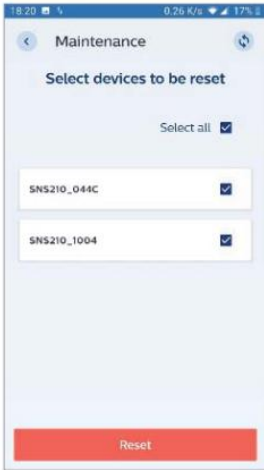 18:20 0.26 K/s 17%
Maintenance
Select devices to be reset
Select all
SNS210_044C
SNS210_1004
Reset